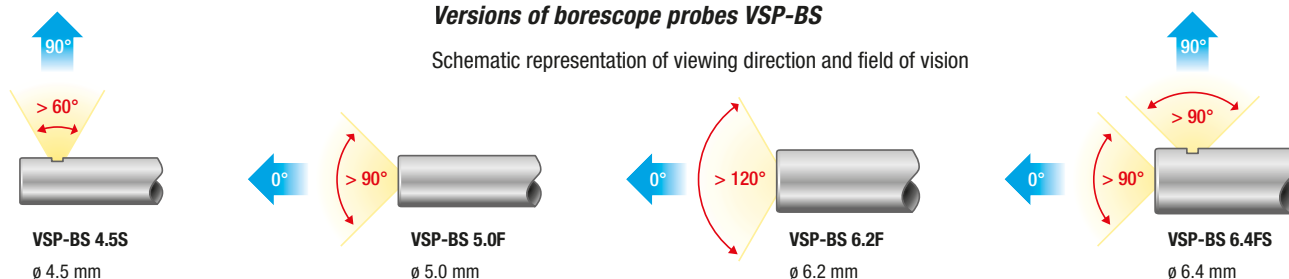 Versions of borescope probes VSP-BS
Schematic representation of viewing direction and field of vision
90°
> 60°
VSP-BS 4.5S
ø 4.5 mm
0°
> 90°
VSP-BS 5.0F
ø 5.0 mm
0°
> 120°
VSP-BS 6.2F
ø 6.2 mm
90°
> 90°
0°
> 90°
VSP-BS 6.4FS
ø 6.4 mm